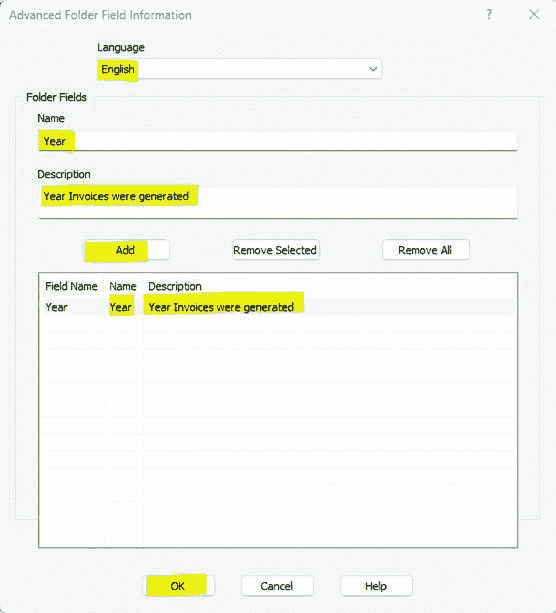 Advanced Folder Field Information ?
Language
English
Folder Fields
Name
Year
Description
Year Invoices were generated
Add Remove Selected Remove All
Field Name Name Description
Year Year Year Invoices were generated
OK Cancel Help